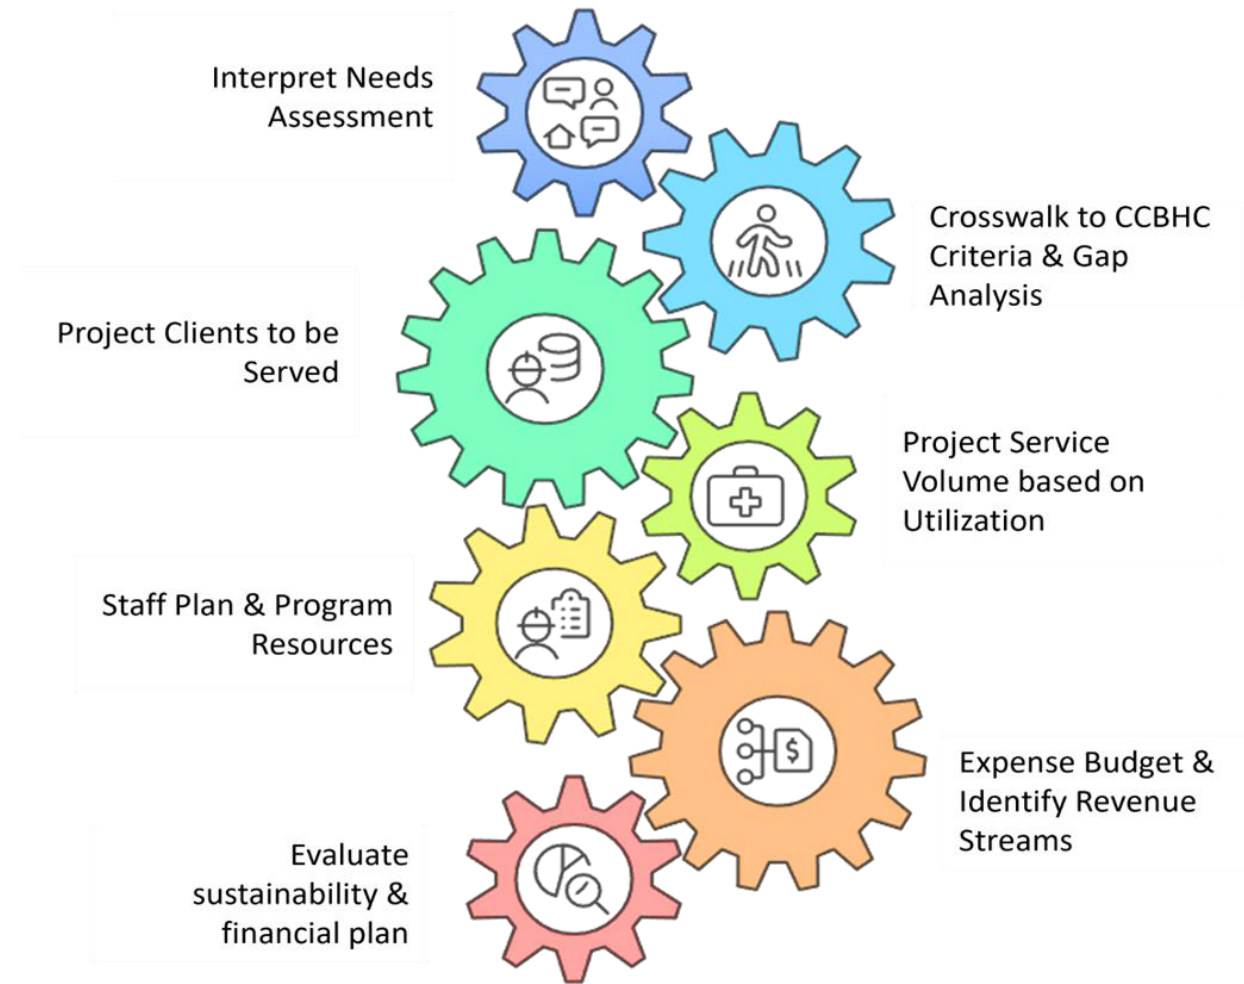 Interpret Needs
Assessment
Crosswalk to CCBHC
Criteria & Gap
Analysis
Project Clients to be
Served
Project Service
Volume based on
Utilization
Staff Plan & Program
Resources
Expense Budget &
Identify Revenue
Streams
Evaluate
sustainability &
financial plan
$